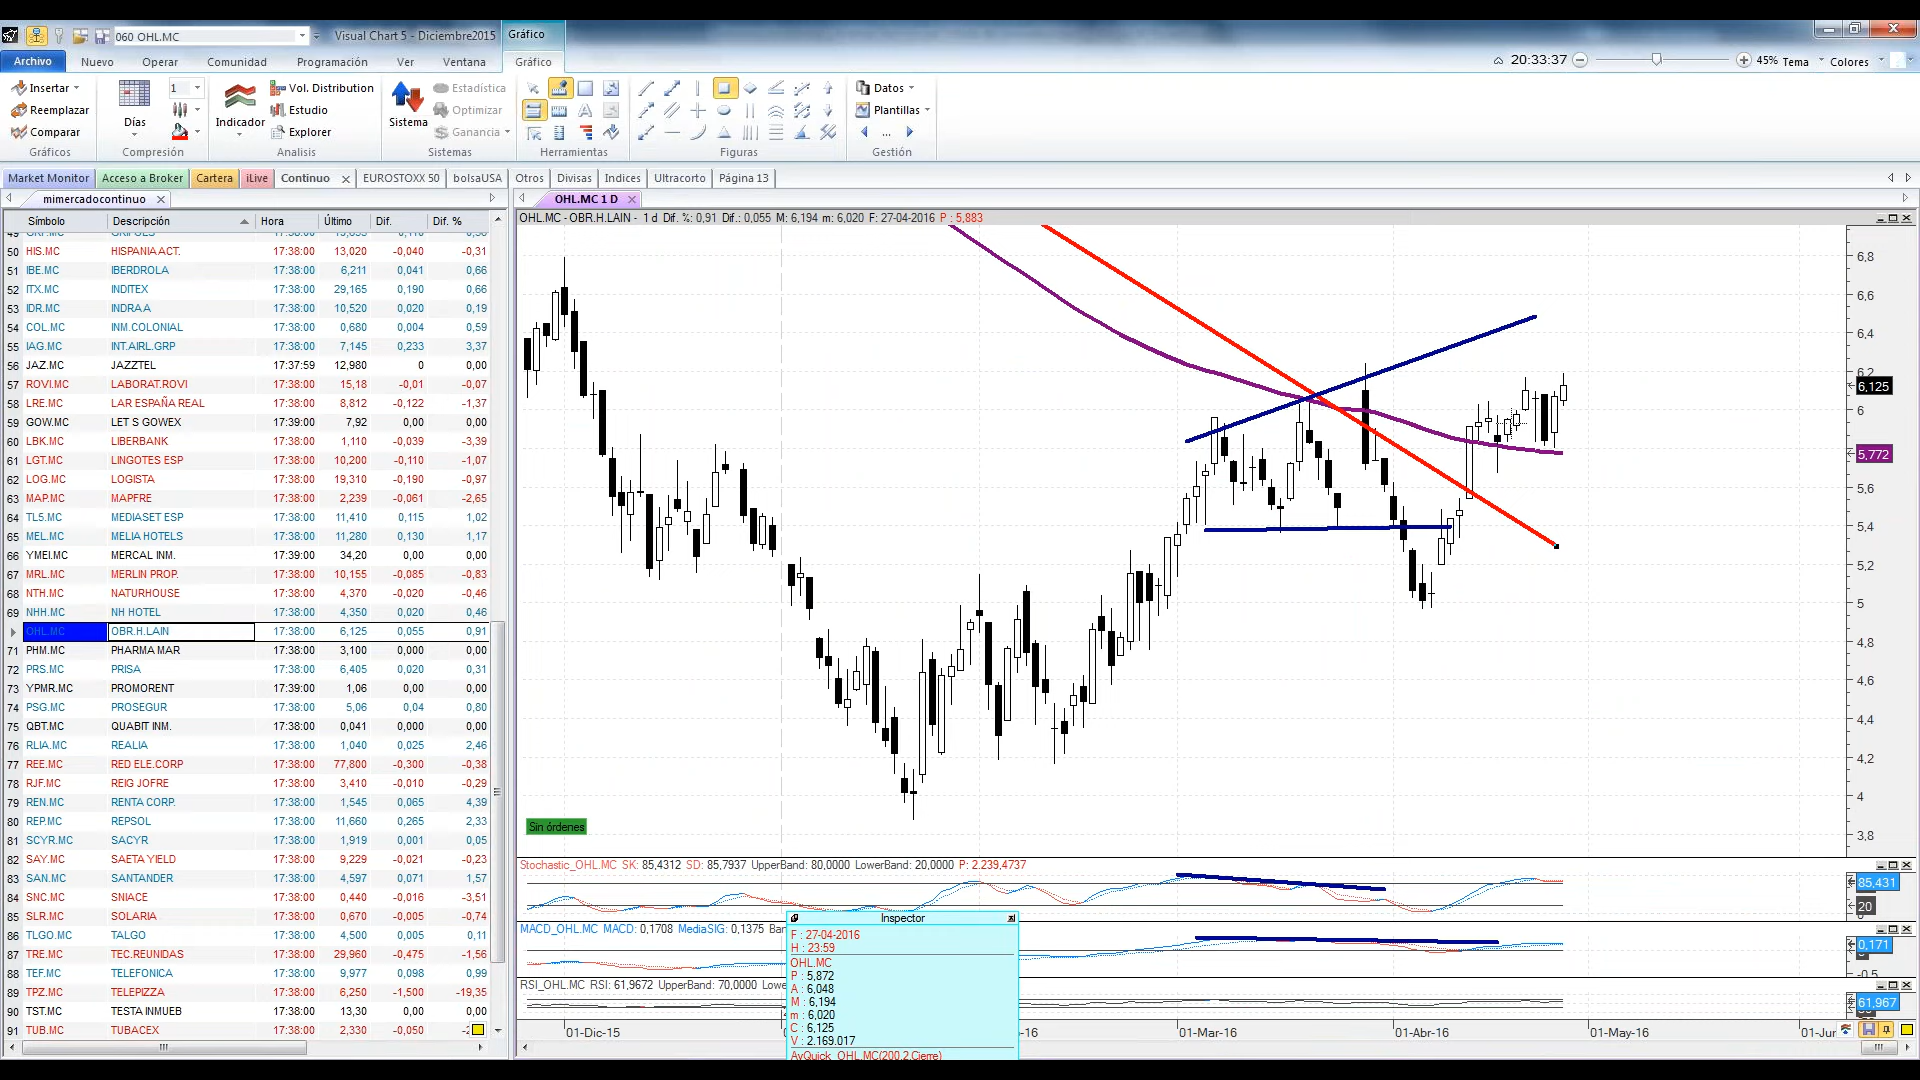 060 OHL.MC
Visual Chart 5 - Diciembre2015
Gráfico
Archivo Nuevo Operar Comunidad Programación Ver Ventana Gráfico
20:33:37 45% Tema Colores
Insertar
Reemplazar
Comparar
Gráficos
Días
1
Compresión
Indicador
Vol. Distribution
Estudio
Explorer
Analisis
Sistema
Estadística
Optimizar
Ganancia
Sistemas
Herramientas
Figuras
Datos
Plantillas
...
Gestión
Market Monitor Acceso a Broker Cartera iLive Continuo EUROSTOXX 50 bolsaUSA Otros Divisas Indices Ultracorto Página 13
mimercadocontinuo
Símbolo Descripción Hora Último Dif. Dif. %
50 HIS.MC HISPANIA ACT. 17:38:00 13,020 -0,040 -0,31
51 IBE.MC IBERDROLA 17:38:00 6,211 0,041 0,66
52 ITX.MC INDITEX 17:38:00 29,165 0,190 0,66
53 IDR.MC INDRA A 17:38:00 10,520 0,020 0,19
54 COL.MC INM.COLONIAL 17:38:00 0,680 0,004 0,59
55 IAG.MC INT.AIRL.GRP 17:38:00 7,145 0,233 3,37
56 JAZ.MC JAZZTEL 17:37:59 12,980 0 0,00
57 ROVI.MC LABORAT.ROVI 17:38:00 15,18 -0,01 -0,07
58 LRE.MC LAR ESPAÑA REAL 17:38:00 8,812 -0,122 -1,37
59 GOW.MC LET S GOWEX 17:39:00 7,92 0,00 0,00
60 LBK.MC LIBERBANK 17:38:00 1,110 -0,039 -3,39
61 LGT.MC LINGOTES ESP 17:38:00 10,200 -0,110 -1,07
62 LOG.MC LOGISTA 17:38:00 19,310 -0,190 -0,97
63 MAP.MC MAPFRE 17:38:00 2,239 -0,061 -2,65
64 TL5.MC MEDIASET ESP 17:38:00 11,410 0,115 1,02
65 MEL.MC MELIA HOTELS 17:38:00 11,280 0,130 1,17
66 YMEI.MC MERCAL INM. 17:39:00 34,20 0,00 0,00
67 MRL.MC MERLIN PROP. 17:38:00 10,155 -0,085 -0,83
68 NTH.MC NATURHOUSE 17:38:00 4,370 -0,020 -0,46
69 NHH.MC NH HOTEL 17:38:00 4,350 0,020 0,46
OHL.MC OBR.H.LAIN 17:38:00 6,125 0,055 0,91
71 PHM.MC PHARMA MAR 17:38:00 3,100 0,000 0,00
72 PRS.MC PRISA 17:38:00 6,405 0,020 0,31
73 YPMR.MC PROMORENT 17:39:00 1,06 0,00 0,00
74 PSG.MC PROSEGUR 17:38:00 5,06 0,04 0,80
75 QBT.MC QUABIT INM. 17:38:00 0,041 0,000 0,00
76 RLIA.MC REALIA 17:38:00 1,040 0,025 2,46
77 REE.MC RED ELE.CORP 17:38:00 77,800 -0,300 -0,38
78 RJF.MC REIG JOFRE 17:38:00 3,410 -0,010 -0,29
79 REN.MC RENTA CORP. 17:38:00 1,545 0,065 4,39
80 REP.MC REPSOL 17:38:00 11,660 0,265 2,33
81 SCYR.MC SACYR 17:38:00 1,919 0,001 0,05
82 SAY.MC SAETA YIELD 17:38:00 9,229 -0,021 -0,23
83 SAN.MC SANTANDER 17:38:00 4,597 0,071 1,57
84 SNC.MC SNIACE 17:38:00 0,440 -0,016 -3,51
85 SLR.MC SOLARIA 17:38:00 0,670 -0,005 -0,74
86 TLGO.MC TALGO 17:38:00 4,500 0,005 0,11
87 TRE.MC TEC.REUNIDAS 17:38:00 29,960 -0,475 -1,56
88 TEF.MC TELEFONICA 17:38:00 9,977 0,098 0,99
89 TPZ.MC TELEPIZZA 17:38:00 6,250 -1,500 -19,35
90 TST.MC TESTA INMUEB 17:38:00 13,30 0,00 0,00
91 TUB.MC TUBACEX 17:38:00 2,330 -0,050
OHL.MC 1 D
OHL.MC - OBR.H.LAIN - 1 d Dif. %: 0,91 Dif.: 0,055 M: 6,194 m: 6,020 F: 27-04-2016 P : 5,883
6,8
6,6
6,4
6,2
6,125
6
5,772
5,6
5,4
5,2
5
4,8
4,6
4,4
4,2
4
3,8
Sin órdenes
Stochastic_OHL.MC SK: 85,4312 SD: 85,7937 UpperBand: 80,0000 LowerBand: 20,0000 P: 2.239,4737
85,431
20
MACD_OHL.MC MACD: 0,1708 MediaSIG: 0,1375
0,171
-0.5
RSI_OHL.MC RSI: 61,9672 UpperBand: 70,0000
61,967
Inspector
F : 27-04-2016
H : 23:59
OHL.MC
P : 5,872
A : 6,048
M : 6,194
m : 6,020
C : 6,125
V : 2.169.017
AvQuick_OHL.MC(200,2,Cierre)
01-Dic-15 01-Mar-16 01-Abr-16 01-May-16